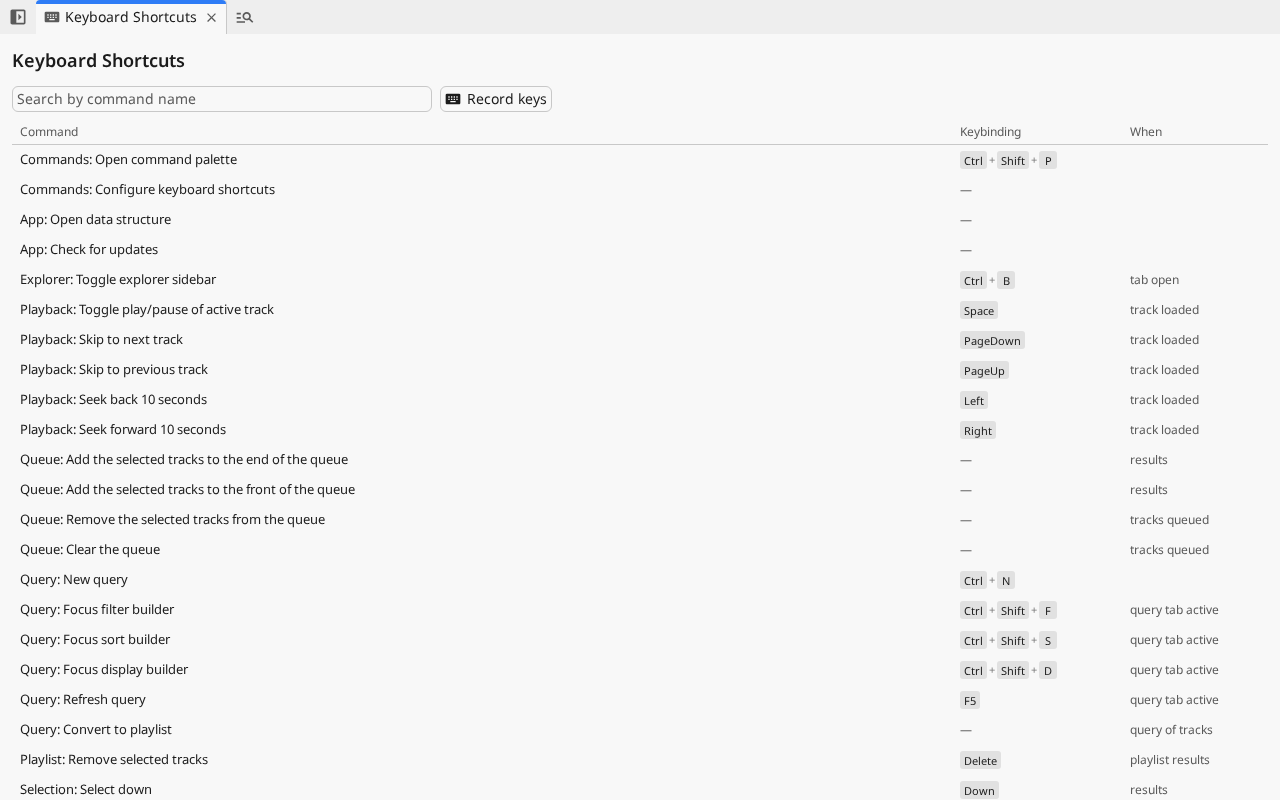 Keyboard Shortcuts
Keyboard Shortcuts
Search by command name Record keys
Command Keybinding When
Commands: Open command palette Ctrl + Shift + P
Commands: Configure keyboard shortcuts —
App: Open data structure —
App: Check for updates —
Explorer: Toggle explorer sidebar Ctrl + B tab open
Playback: Toggle play/pause of active track Space track loaded
Playback: Skip to next track PageDown track loaded
Playback: Skip to previous track PageUp track loaded
Playback: Seek back 10 seconds Left track loaded
Playback: Seek forward 10 seconds Right track loaded
Queue: Add the selected tracks to the end of the queue — results
Queue: Add the selected tracks to the front of the queue — results
Queue: Remove the selected tracks from the queue — tracks queued
Queue: Clear the queue — tracks queued
Query: New query Ctrl + N
Query: Focus filter builder Ctrl + Shift + F query tab active
Query: Focus sort builder Ctrl + Shift + S query tab active
Query: Focus display builder Ctrl + Shift + D query tab active
Query: Refresh query F5 query tab active
Query: Convert to playlist — query of tracks
Playlist: Remove selected tracks Delete playlist results
Selection: Select down Down results